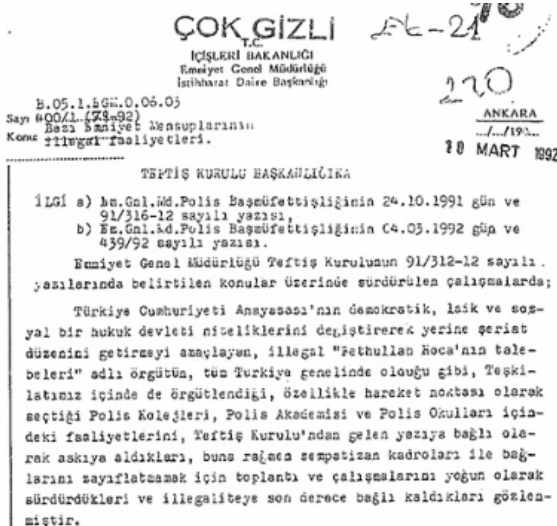 ÇOK GİZLİ
Ek-21
T.C.
İÇİŞLERİ BAKANLIĞI
Emniyet Genel Müdürlüğü
İstihbarat Daire Başkanlığı
220
B.05.1.EGM.0.06.03
Sayı
Konu: Bazı Emniyet Mensuplarının
illegal faaliyetleri.
ANKARA
.../.../199...
MART 1992
TEFTİŞ KURULU BAŞKANLIĞINA
İLGİ a) Em.Gnl.Md.Polis Başmüfettişliğinin 24.10.1991 gün ve
91/316-12 sayılı yazısı,
b) Em.Gnl.Md.Polis Başmüfettişliğinin 04.03.1992 gün ve
439/92 sayılı yazısı.
Emniyet Genel Müdürlüğü Teftiş Kurulunun 91/312-12 sayılı
yazılarında belirtilen konular üzerinde sürdürülen çalışmalarda;
Türkiye Cumhuriyeti Anayasası'nın demokratik, laik ve sos-
yal bir hukuk devleti niteliklerini değiştirerek yerine şeriat
düzenini getirmeyi amaçlayan, illegal "Fethullah Hoca'nın tale-
beleri" adlı örgütün, tüm Türkiye genelinde olduğu gibi, Teşki-
latımız içinde de örgütlendiği, özellikle hareket noktası olarak
seçtiği Polis Kolejleri, Polis Akademisi ve Polis Okulları için-
deki faaliyetlerini, Teftiş Kurulu'ndan gelen yazıya bağlı ola-
rak askıya aldıkları, buna rağmen sempatizan kadroları ile bağ-
larını zayıflatmamak için toplantı ve çalışmalarını yoğun olarak
sürdürdükleri ve illegaliteye son derece bağlı kaldıkları gözlen-
miştir.